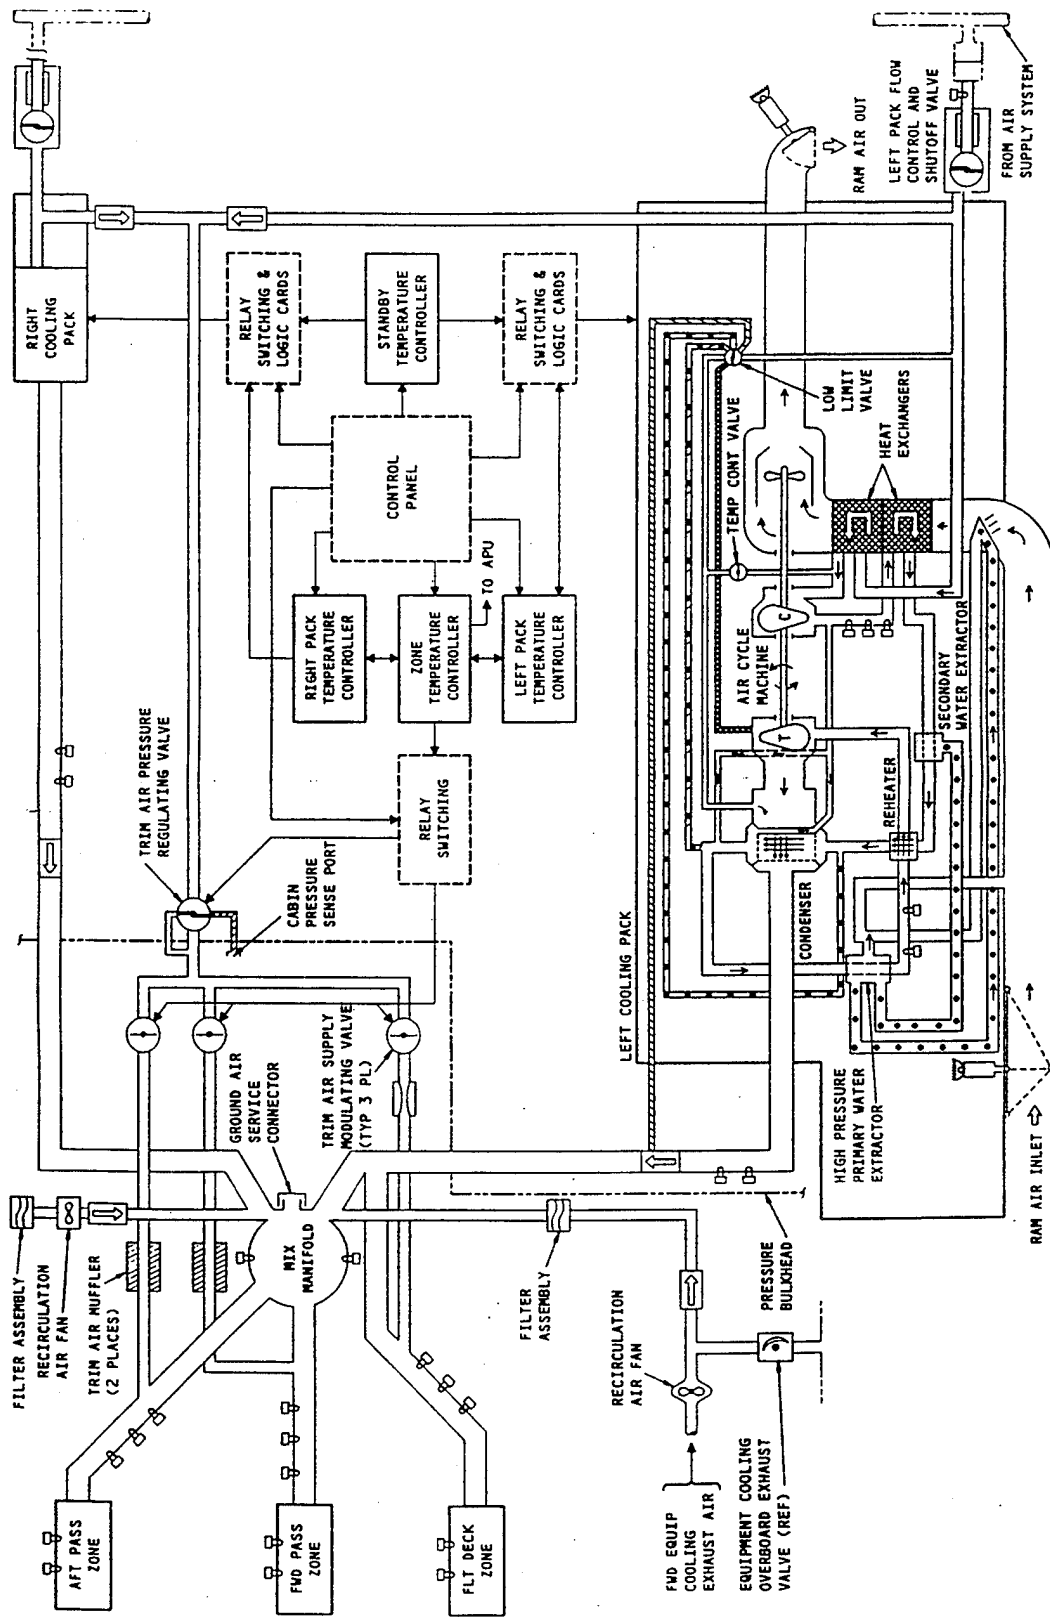 FILTER ASSEMBLY
RECIRCULATION
AIR FAN
TRIM AIR MUFFLER
(2 PLACES)
AFT PASS
ZONE
FWD PASS
ZONE
FLT DECK
ZONE
MIX
MANIFOLD
GROUND AIR
SERVICE
CONNECTOR
TRIM AIR SUPPLY
MODULATING VALVE
(TYP 3 PL)
TRIM AIR PRESSURE
REGULATING VALVE
CABIN
PRESSURE
SENSE PORT
RIGHT
COOLING
PACK
RELAY
SWITCHING &
LOGIC CARDS
STANDBY
TEMPERATURE
CONTROLLER
RELAY
SWITCHING &
LOGIC CARDS
CONTROL
PANEL
RIGHT PACK
TEMPERATURE
CONTROLLER
ZONE
TEMPERATURE
CONTROLLER
TO APU
LEFT PACK
TEMPERATURE
CONTROLLER
RELAY
SWITCHING
FILTER
ASSEMBLY
RECIRCULATION
AIR FAN
FWD EQUIP
COOLING
EXHAUST AIR
EQUIPMENT COOLING
OVERBOARD EXHAUST
VALVE (REF)
PRESSURE
BULKHEAD
LEFT COOLING PACK
CONDENSER
REHEATER
AIR CYCLE
MACHINE
T
C
TEMP CONT VALVE
LOW
LIMIT
VALVE
HEAT
EXCHANGERS
SECONDARY
WATER EXTRACTOR
HIGH PRESSURE
PRIMARY WATER
EXTRACTOR
RAM AIR INLET
RAM AIR OUT
LEFT PACK FLOW
CONTROL AND
SHUTOFF VALVE
FROM AIR
SUPPLY SYSTEM